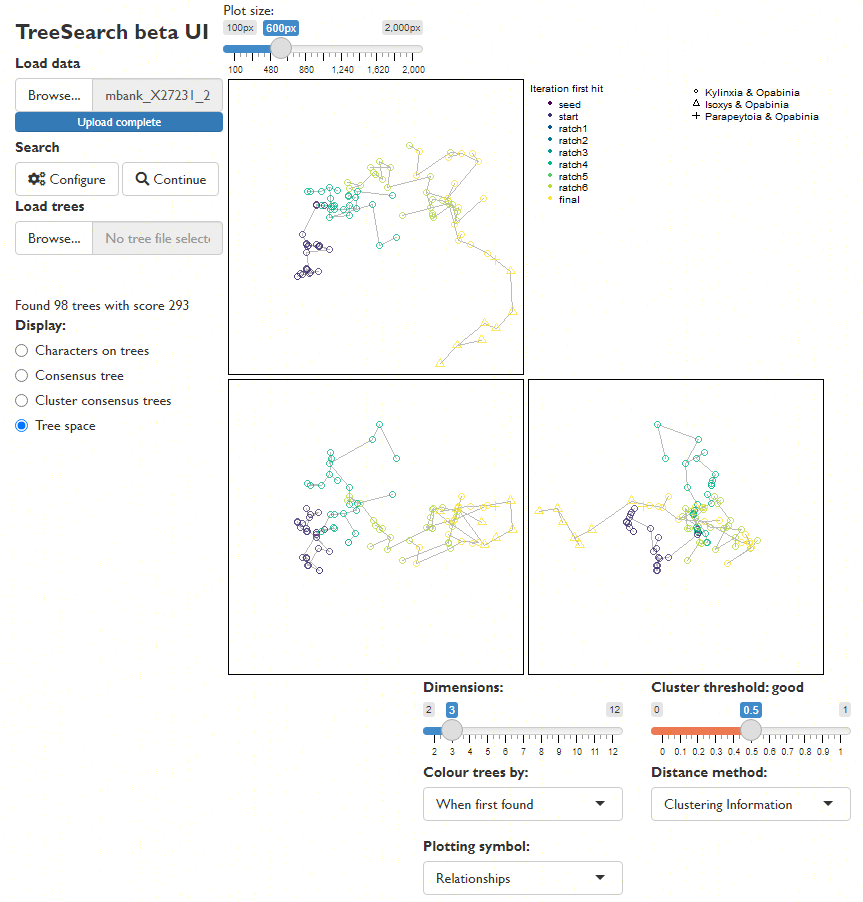 TreeSearch beta UI
Load data
Browse... mbank_X27231_2
Upload complete
Search
Configure Continue
Load trees
Browse... No tree file selecte
Found 98 trees with score 293
Display:
Characters on trees
Consensus tree
Cluster consensus trees
Tree space
Plot size:
100px 600px 2,000px
100 480 860 1,240 1,620 2,000
Iteration first hit
seed
start
ratch1
ratch2
ratch3
ratch4
ratch5
ratch6
final
Kylinxia & Opabinia
Isoxys & Opabinia
Parapeytoia & Opabinia
Dimensions:
2 3 12
2 3 4 5 6 7 8 9 10 11 12
Colour trees by:
When first found
Plotting symbol:
Relationships
Cluster threshold: good
0 0.5 1
0 0.1 0.2 0.3 0.4 0.5 0.6 0.7 0.8 0.9 1
Distance method:
Clustering Information